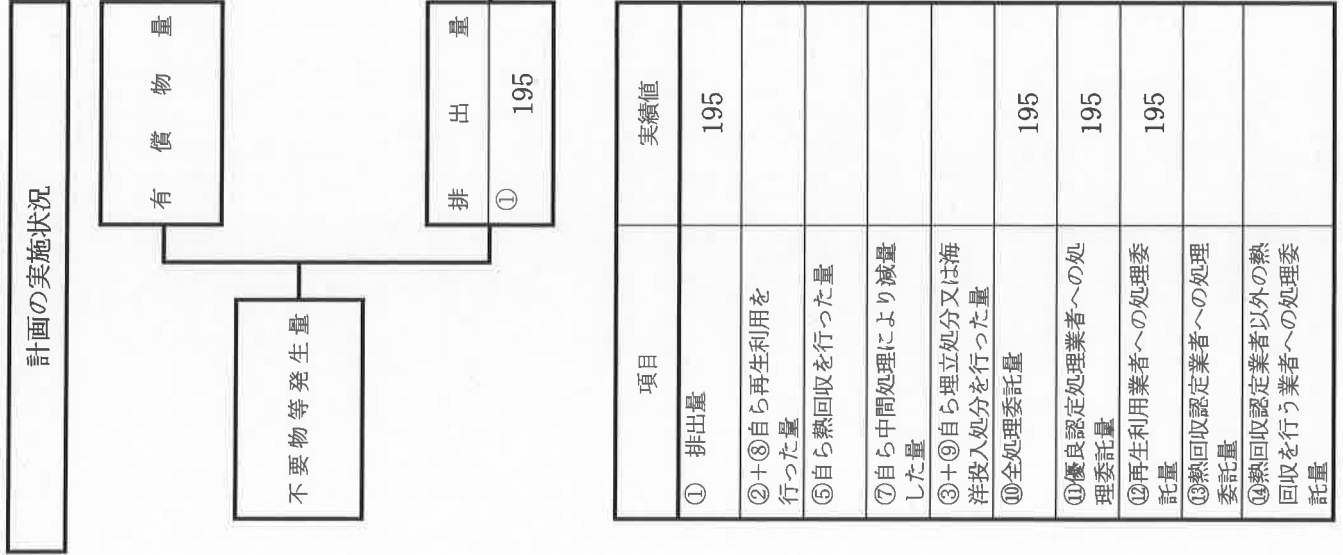 計画の実施状況
有償物量
不要物等発生量
排出量
①
195
項目 実績値
① 排出量 195
②+⑧自ら再生利用を
行った量
⑤自ら熱回収を行った量
⑦自ら中間処理により減量
した量
③+⑨自ら埋立処分又は海
洋投入処分を行った量
⑩全処理委託量 195
⑪優良認定処理業者への処
理委託量 195
⑫再生利用業者への処理委
託量 195
⑬熱回収認定業者への処理
委託量
⑭熱回収認定業者以外の熱
回収を行う業者への処理委
託量